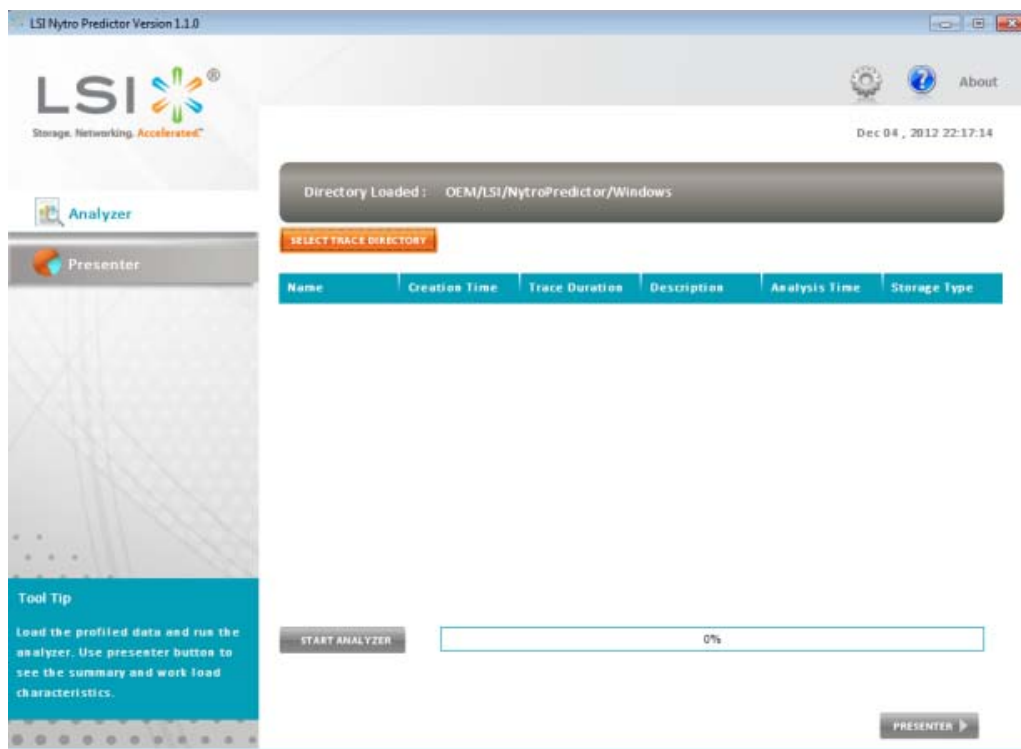 LSI Nytro Predictor Version 1.1.0
LSI ®
Storage. Networking. Accelerated.™
About
Dec 04 , 2012 22:17:14
Directory Loaded : OEM/LSI/NytroPredictor/Windows
Analyzer
SELECT TRACE DIRECTORY
Presenter
Name Creation Time Trace Duration Description Analysis Time Storage Type
Tool Tip
Load the profiled data and run the
analyzer. Use presenter button to
see the summary and work load
characteristics.
START ANALYZER
0%
PRESENTER